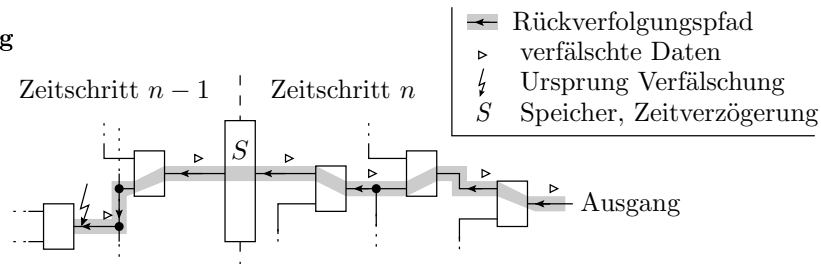 Rückverfolgungspfad
g
verfälschte Daten
Ursprung Verfälschung
Zeitschritt n − 1
Zeitschritt n
S Speicher, Zeitverzögerung
S
Ausgang